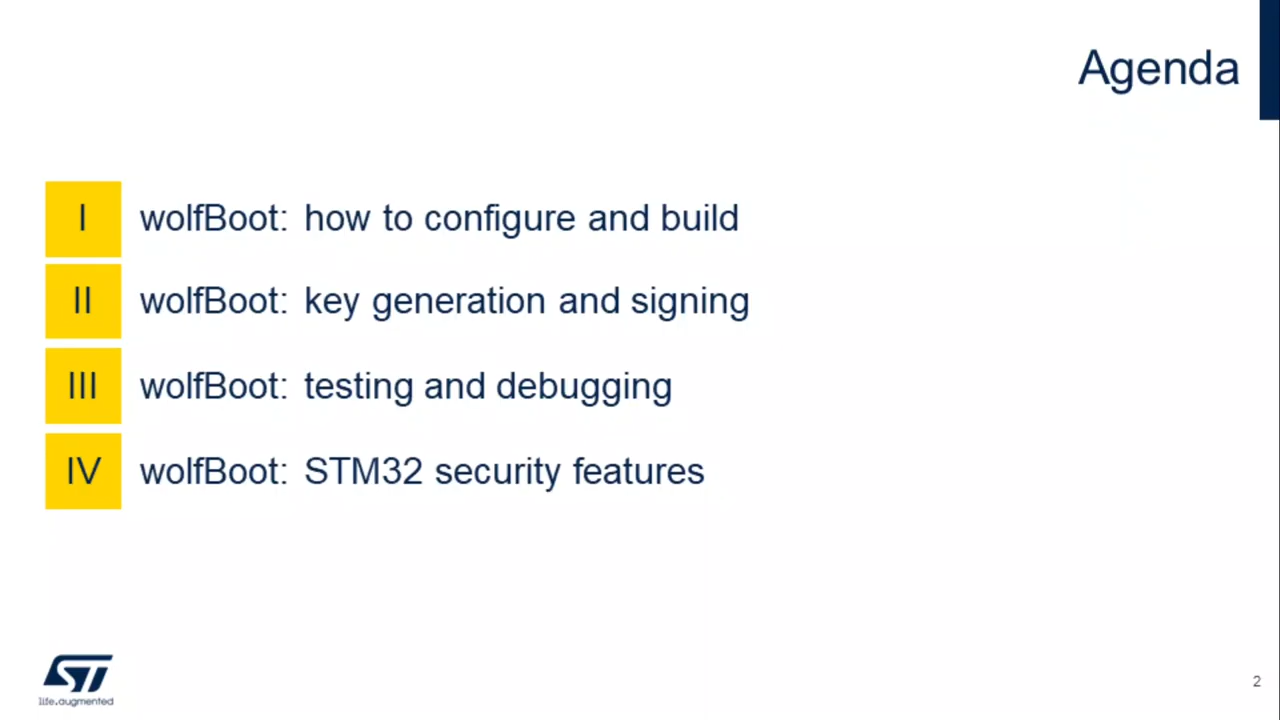 Agenda
I wolfBoot: how to configure and build
II wolfBoot: key generation and signing
III wolfBoot: testing and debugging
IV wolfBoot: STM32 security features
ST
life.augmented
2